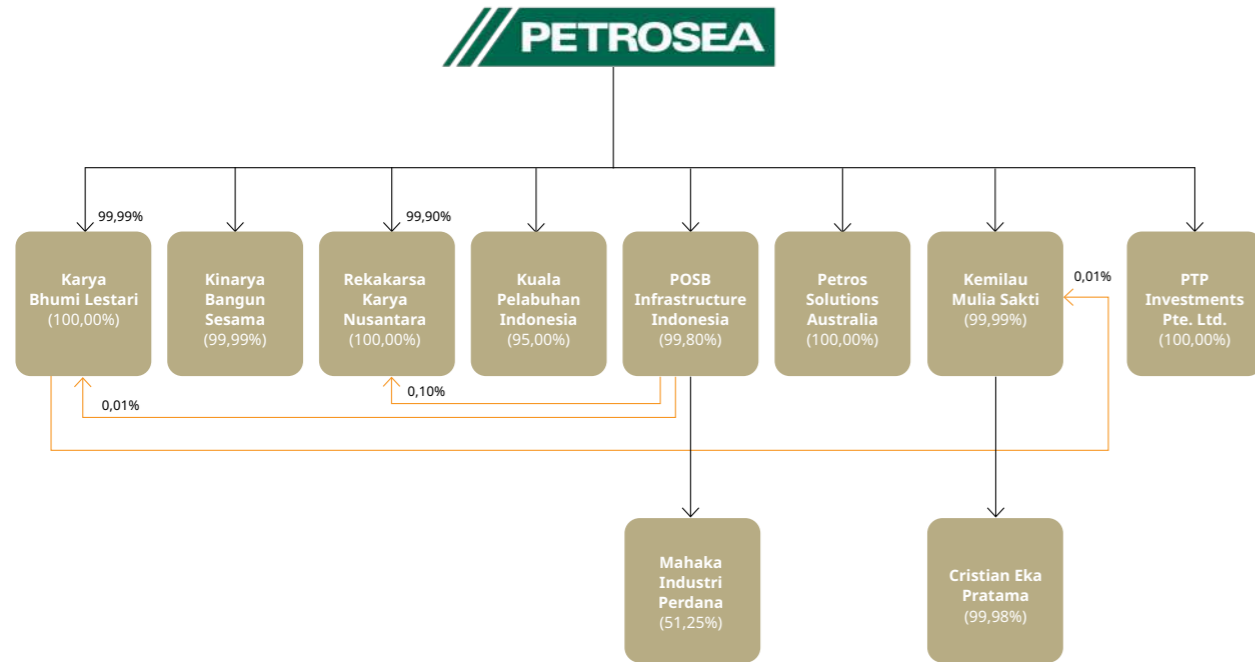 PETROSEA
99,99%
99,90%
Karya
Bhumi Lestari
(100,00%)
Kinarya
Bangun
Sesama
(99,99%)
Rekakarsa
Karya
Nusantara
(100,00%)
Kuala
Pelabuhan
Indonesia
(95,00%)
POSB
Infrastructure
Indonesia
(99,80%)
Petros
Solutions
Australia
(100,00%)
Kemilau
Mulia Sakti
(99,99%)
0,01%
PTP
Investments
Pte. Ltd.
(100,00%)
0,01%
0,10%
Mahaka
Industri
Perdana
(51,25%)
Cristian Eka
Pratama
(99,98%)